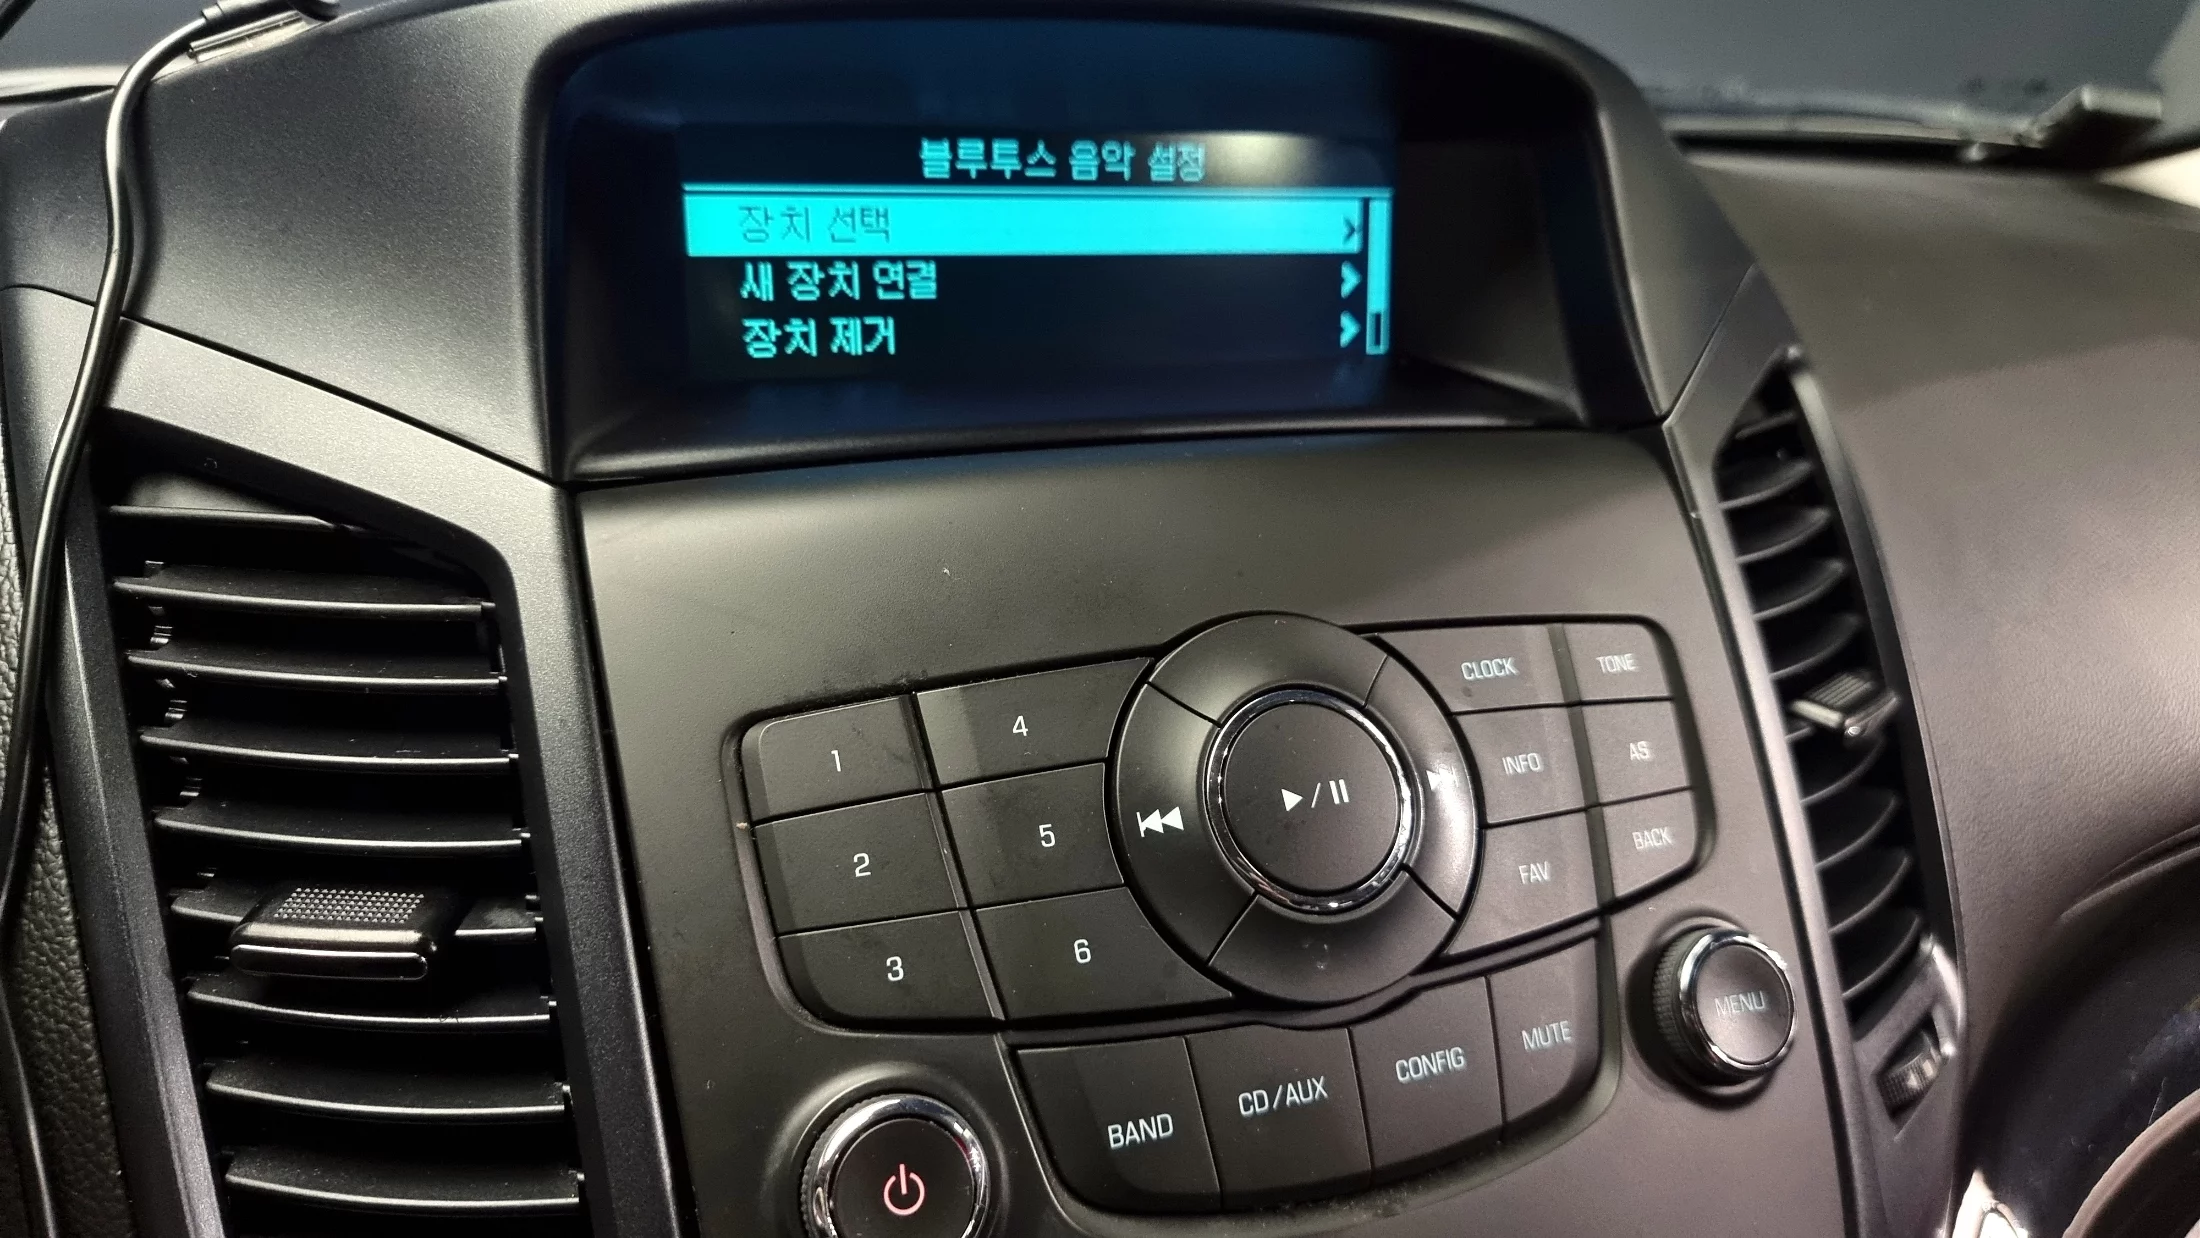 블루투스 음악 설정
장치 선택
새 장치 연결
장치 제거
1
4
2
5
3
6
CLOCK
TONE
INFO
AS
FAV
BACK
MENU
BAND
CD/AUX
CONFIG
MUTE